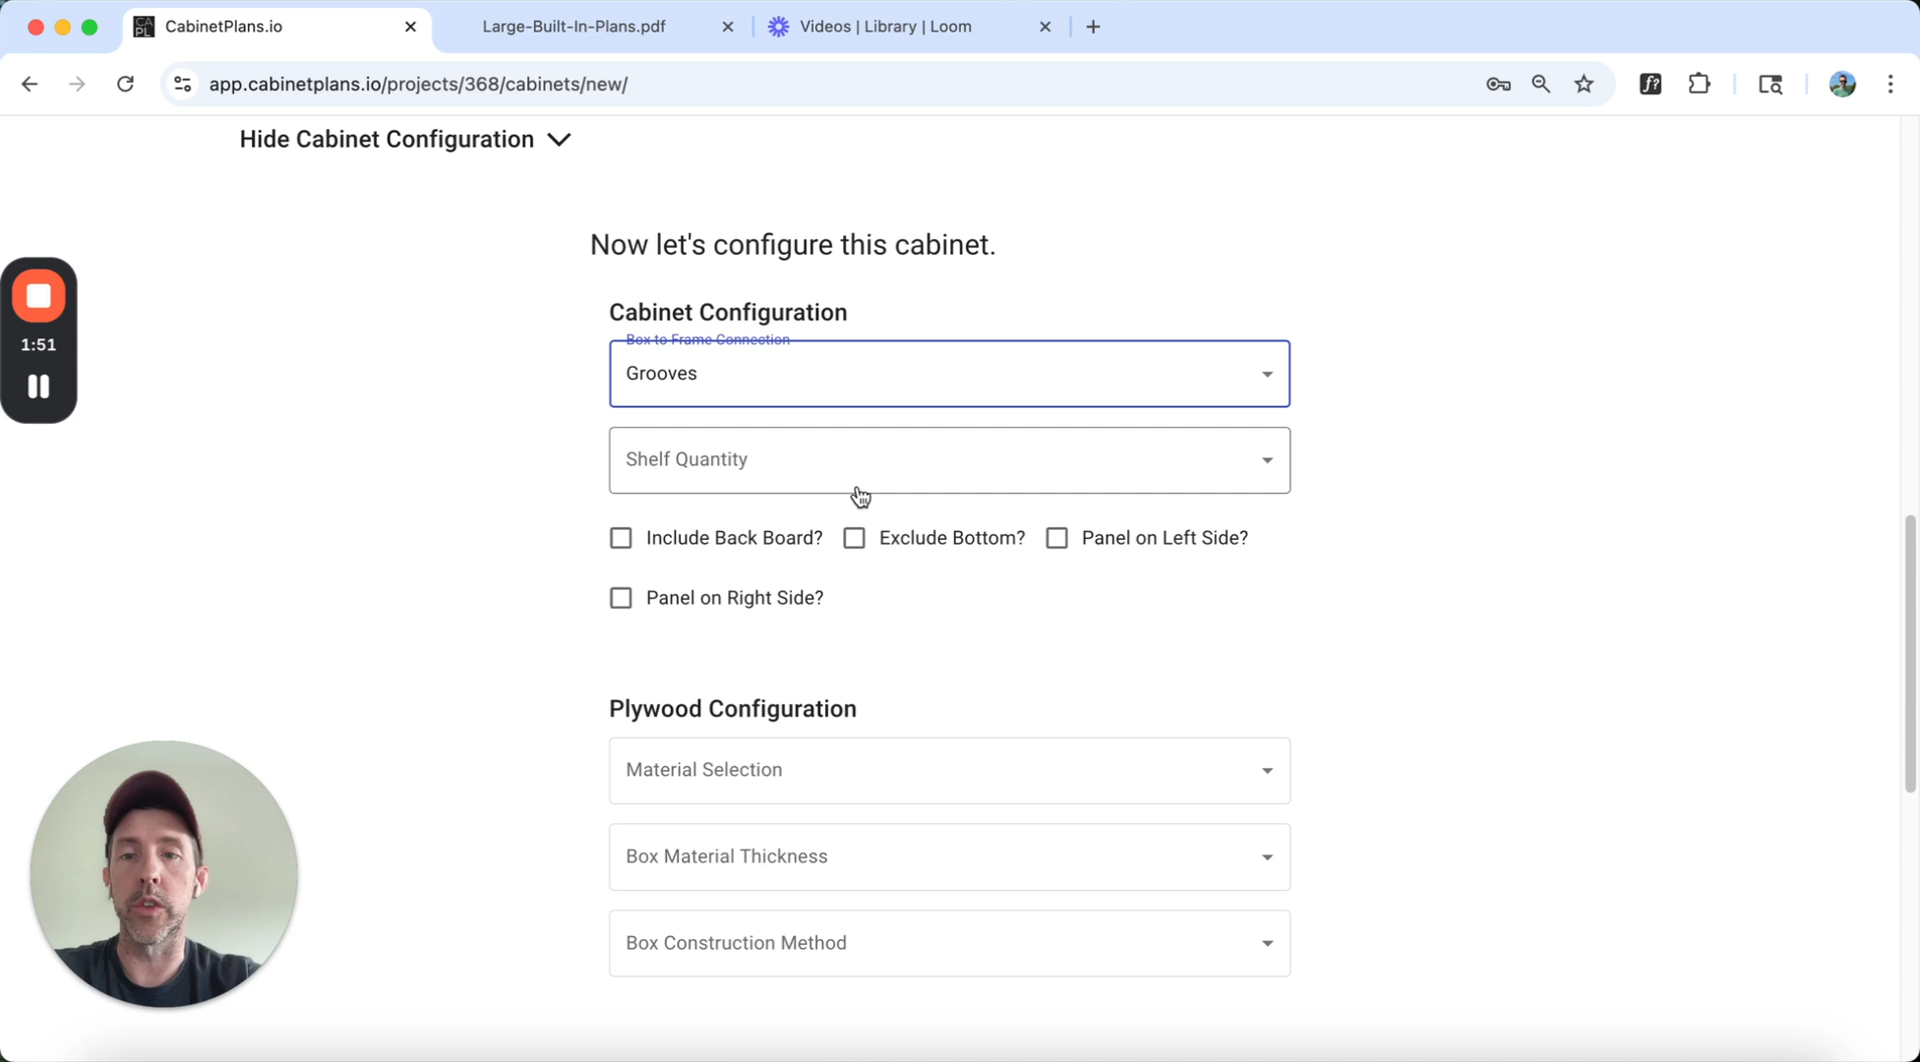 CabinetPlans.io
Large-Built-In-Plans.pdf
Videos | Library | Loom
app.cabinetplans.io/projects/368/cabinets/new/
f?
Hide Cabinet Configuration
Now let's configure this cabinet.
Cabinet Configuration
Box to Frame Connection
Grooves
Shelf Quantity
Include Back Board?
Exclude Bottom?
Panel on Left Side?
Panel on Right Side?
Plywood Configuration
Material Selection
Box Material Thickness
Box Construction Method
1:51